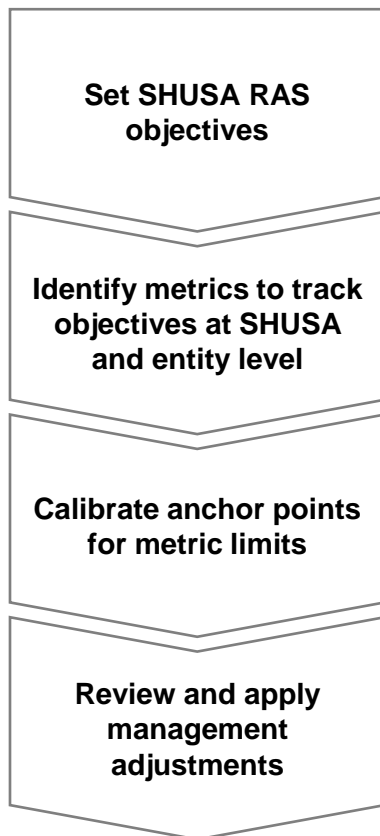 Set SHUSA RAS
objectives
Identify metrics to track
objectives at SHUSA
and entity level
Calibrate anchor points
for metric limits
Review and apply
management
adjustments